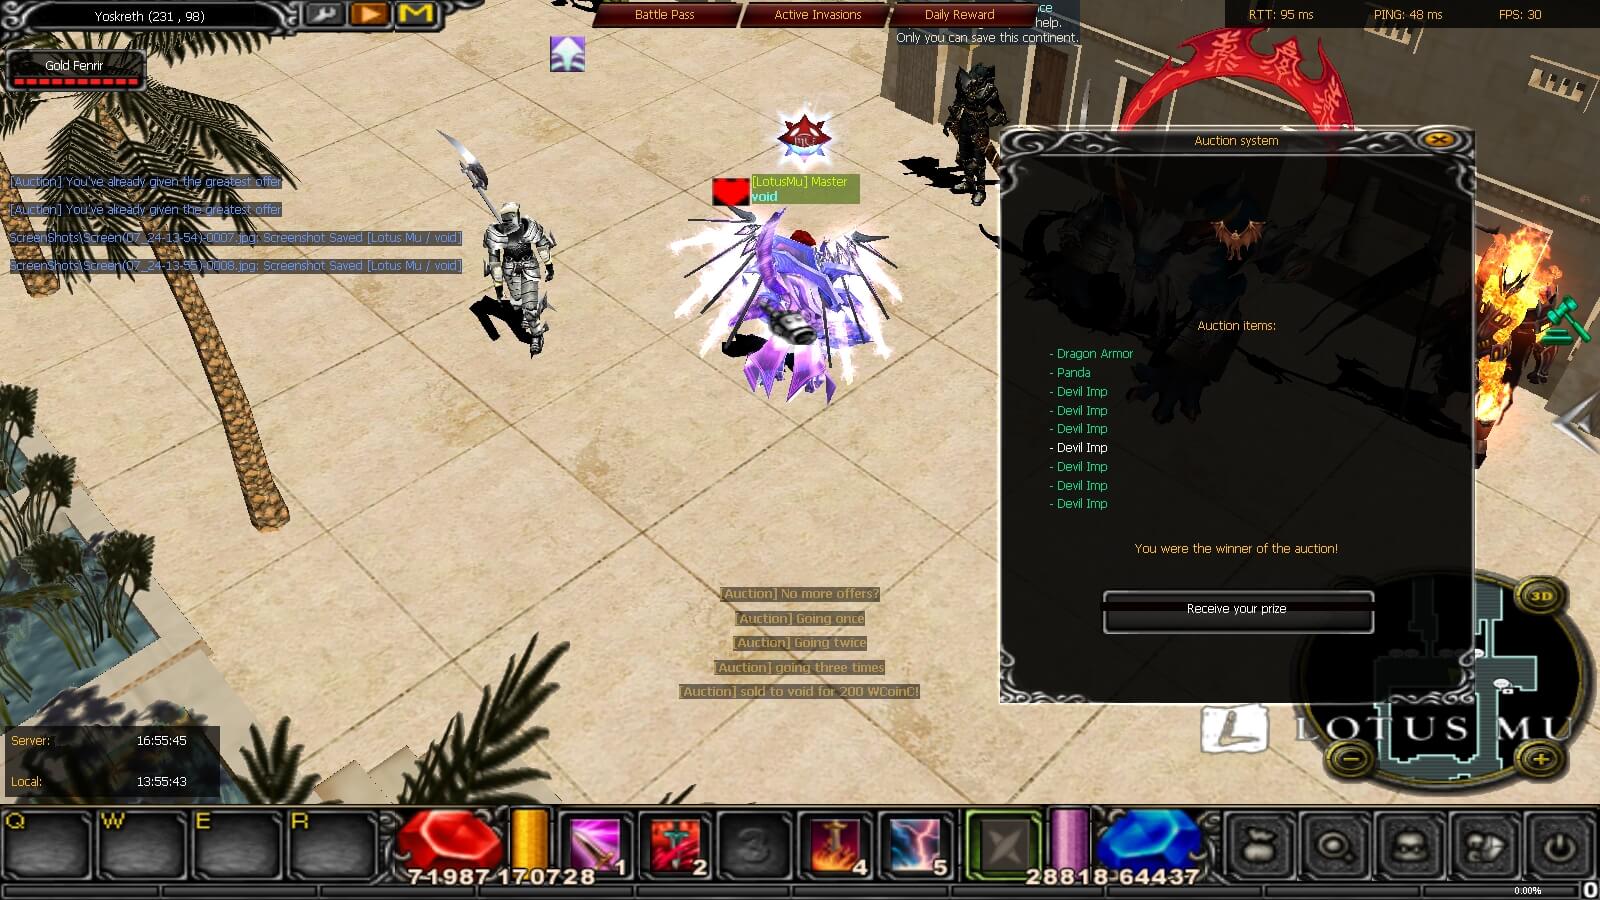 Yoskreth (231 , 98)
Battle Pass
Active Invasions
Daily Reward
ce
help.
Only you can save this continent.
RTT: 95 ms
PING: 48 ms
FPS: 30
Gold Fenrir
[Auction] You've already given the greatest offer
[Auction] You've already given the greatest offer
ScreenShots\Screen(07_24-13-54)-0007.jpg: Screenshot Saved [Lotus Mu / void]
ScreenShots\Screen(07_24-13-55)-0008.jpg: Screenshot Saved [Lotus Mu / void]
[LotusMu] Master
void
Auction system
Auction items:
- Dragon Armor
- Panda
- Devil Imp
- Devil Imp
- Devil Imp
- Devil Imp
- Devil Imp
- Devil Imp
- Devil Imp
You were the winner of the auction!
Receive your prize
[Auction] No more offers?
[Auction] Going once
[Auction] Going twice
[Auction] going three times
[Auction] sold to void for 200 WCoinC!
3D
L LOTUS MU
Server: 16:55:45
Local: 13:55:43
Q W E R
1 2 3 4 5
71987 170728
28818 64437
0.00%
0